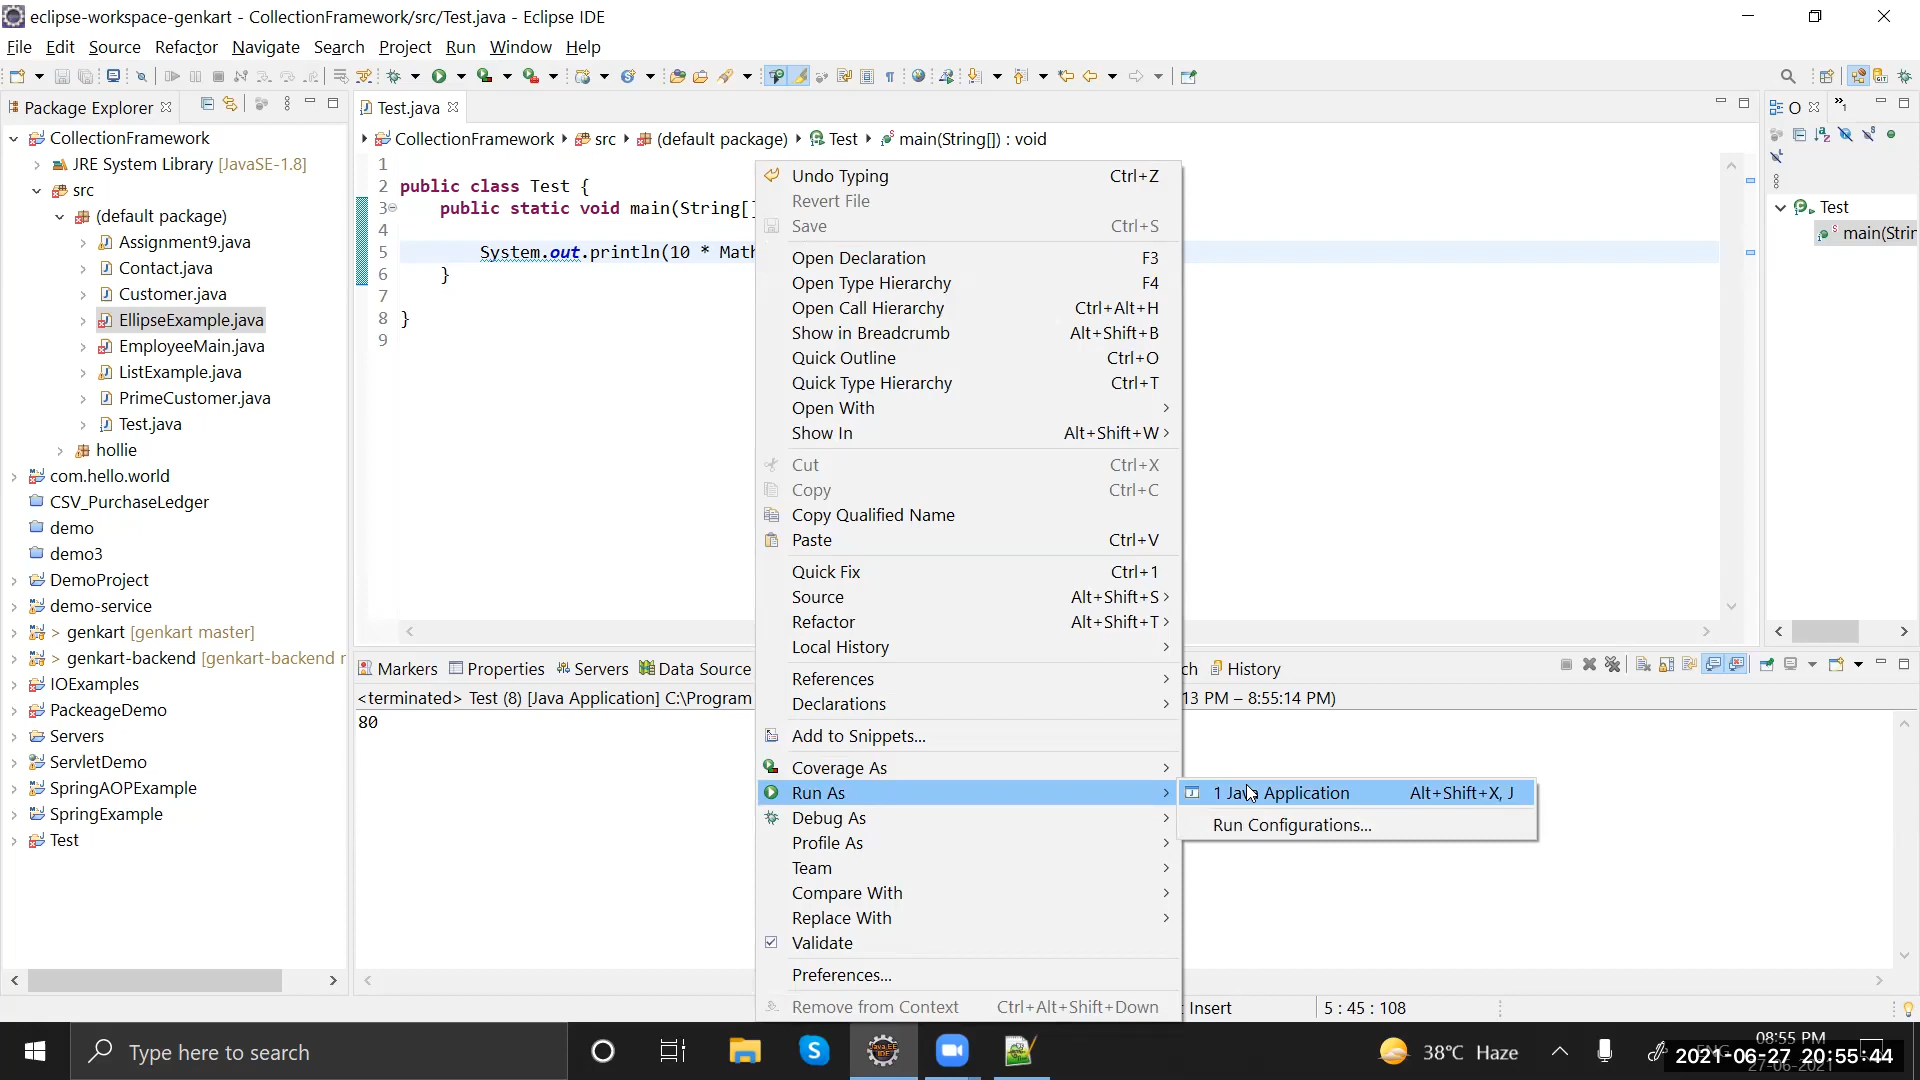 eclipse-workspace-genkart - CollectionFramework/src/Test.java - Eclipse IDE
File Edit Source Refactor Navigate Search Project Run Window Help
Package Explorer
CollectionFramework
JRE System Library [JavaSE-1.8]
src
(default package)
Assignment9.java
Contact.java
Customer.java
EllipseExample.java
EmployeeMain.java
ListExample.java
PrimeCustomer.java
Test.java
hollie
com.hello.world
CSV_PurchaseLedger
demo
demo3
DemoProject
demo-service
> genkart [genkart master]
> genkart-backend [genkart-backend r
IOExamples
PackeageDemo
Servers
ServletDemo
SpringAOPExample
SpringExample
Test
Test.java
CollectionFramework src (default package) Test main(String[]) : void
1
2 public class Test {
3 public static void main(String[]
4
5 System.out.println(10 * Math
6 }
7
8 }
9
Undo Typing Ctrl+Z
Revert File
Save Ctrl+S
Open Declaration F3
Open Type Hierarchy F4
Open Call Hierarchy Ctrl+Alt+H
Show in Breadcrumb Alt+Shift+B
Quick Outline Ctrl+O
Quick Type Hierarchy Ctrl+T
Open With
Show In Alt+Shift+W
Cut Ctrl+X
Copy Ctrl+C
Copy Qualified Name
Paste Ctrl+V
Quick Fix Ctrl+1
Source Alt+Shift+S
Refactor Alt+Shift+T
Local History
References
Declarations
Add to Snippets...
Coverage As
Run As
Debug As
Profile As
Team
Compare With
Replace With
Validate
Preferences...
Remove from Context Ctrl+Alt+Shift+Down
1 Java Application Alt+Shift+X, J
Run Configurations...
O
Test
main(Strin
Markers Properties Servers Data Source ch History
<terminated> Test (8) [Java Application] C:\Program 13 PM – 8:55:14 PM)
80
Insert 5 : 45 : 108
Type here to search
38°C Haze
08:55 PM
2021-06-27 20:55:44
27-06-2021